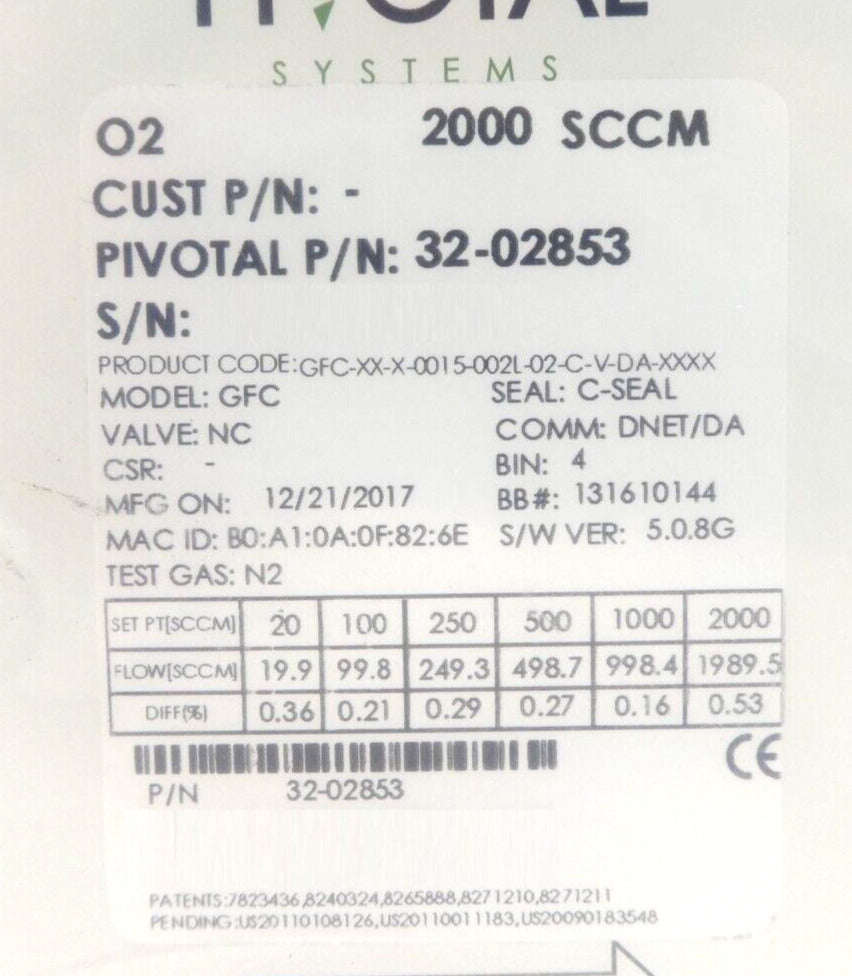 PIVOTAL
SYSTEMS
O2 2000 SCCM
CUST P/N: -
PIVOTAL P/N: 32-02853
S/N:
PRODUCT CODE:GFC-XX-X-0015-002L-02-C-V-DA-XXXX
MODEL: GFC SEAL: C-SEAL
VALVE: NC COMM: DNET/DA
CSR: - BIN: 4
MFG ON: 12/21/2017 BB#: 131610144
MAC ID: B0:A1:0A:0F:82:6E S/W VER: 5.0.8G
TEST GAS: N2
SET PT[SCCM] 20 100 250 500 1000 2000
FLOW[SCCM] 19.9 99.8 249.3 498.7 998.4 1989.5
DIFF(%) 0.36 0.21 0.29 0.27 0.16 0.53
CE
P/N 32-02853
PATENTS:7823436,8240324,8265888,8271210,8271211
PENDING:US20110108126,US20110011183,US20090183548